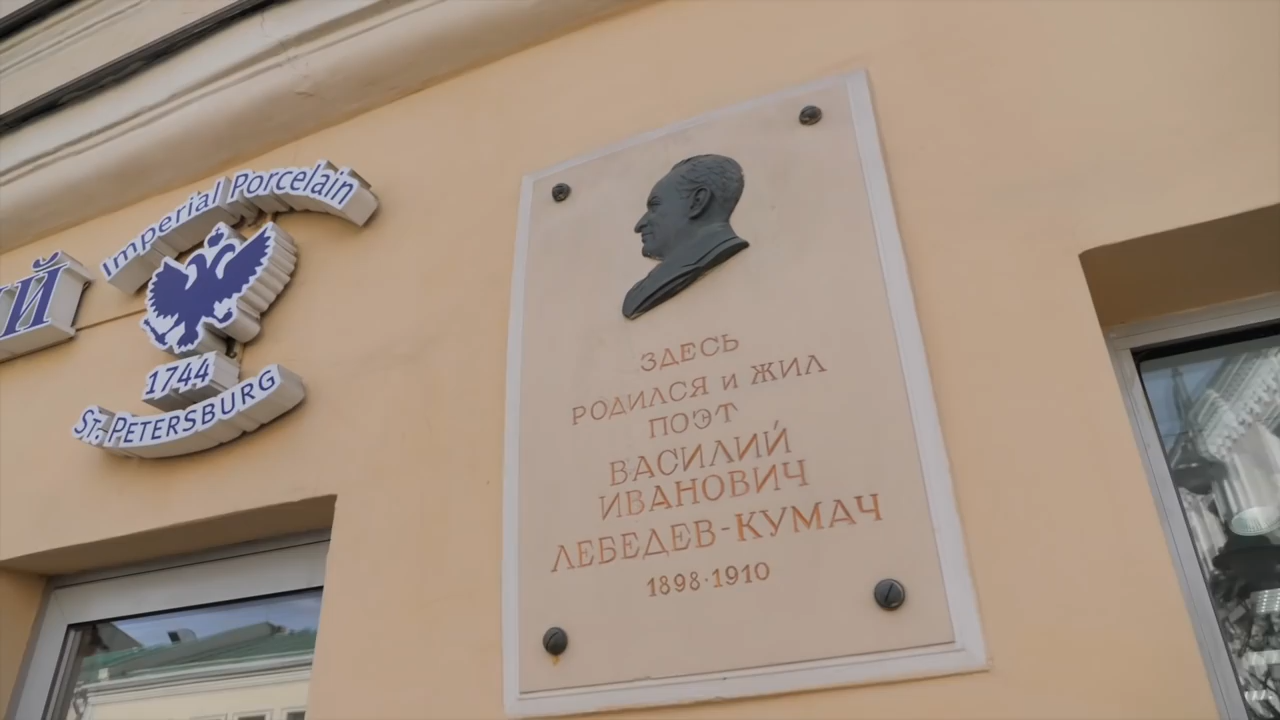 Imperial Porcelain
1744
ST. PETERSBURG
ЗДЕСЬ
РОДИЛСЯ И ЖИЛ
ПОЭТ
ВАСИЛИЙ
ИВАНОВИЧ
ЛЕБЕДЕВ-КУМАЧ
1898·1910